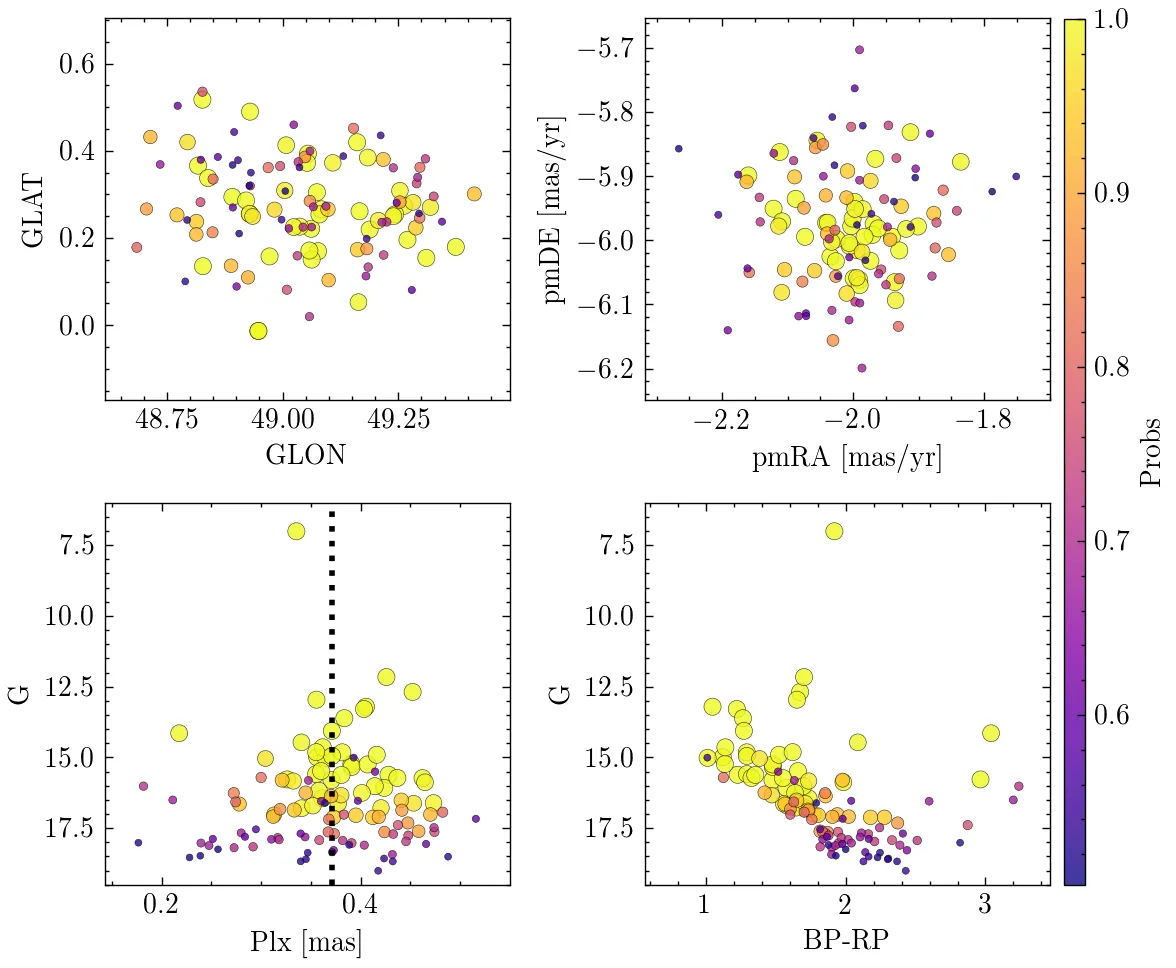 0.6
0.4
0.2
0.0
GLAT
48.75 49.00 49.25
GLON
−5.7
−5.8
−5.9
−6.0
−6.1
−6.2
pmDE [mas/yr]
−2.2 −2.0 −1.8
pmRA [mas/yr]
7.5
10.0
12.5
15.0
17.5
G
0.2 0.4
Plx [mas]
7.5
10.0
12.5
15.0
17.5
G
1 2 3
BP-RP
1.0
0.9
0.8
0.7
0.6
Probs